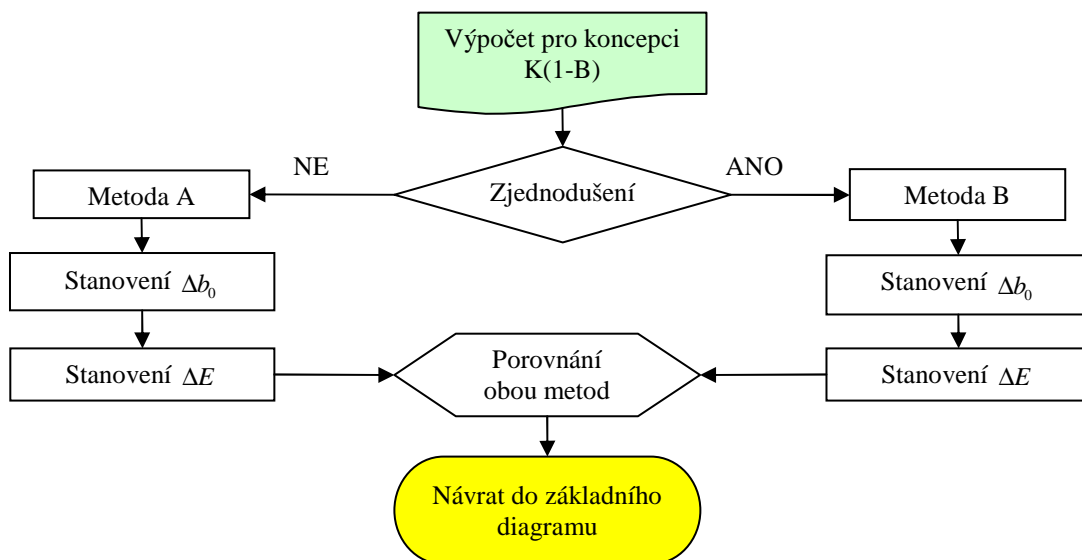 Výpočet pro koncepci
K(1-B)
NE
ANO
Zjednodušení
Metoda A
Metoda B
Stanovení Δb₀
Stanovení Δb₀
Stanovení ΔE
Porovnání
obou metod
Stanovení ΔE
Návrat do základního
diagramu